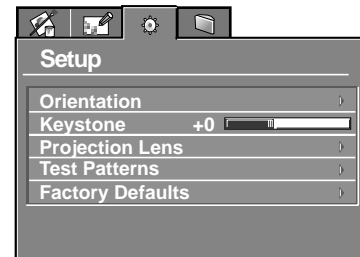 Setup
Orientation
Keystone +0
Projection Lens
Test Patterns
Factory Defaults